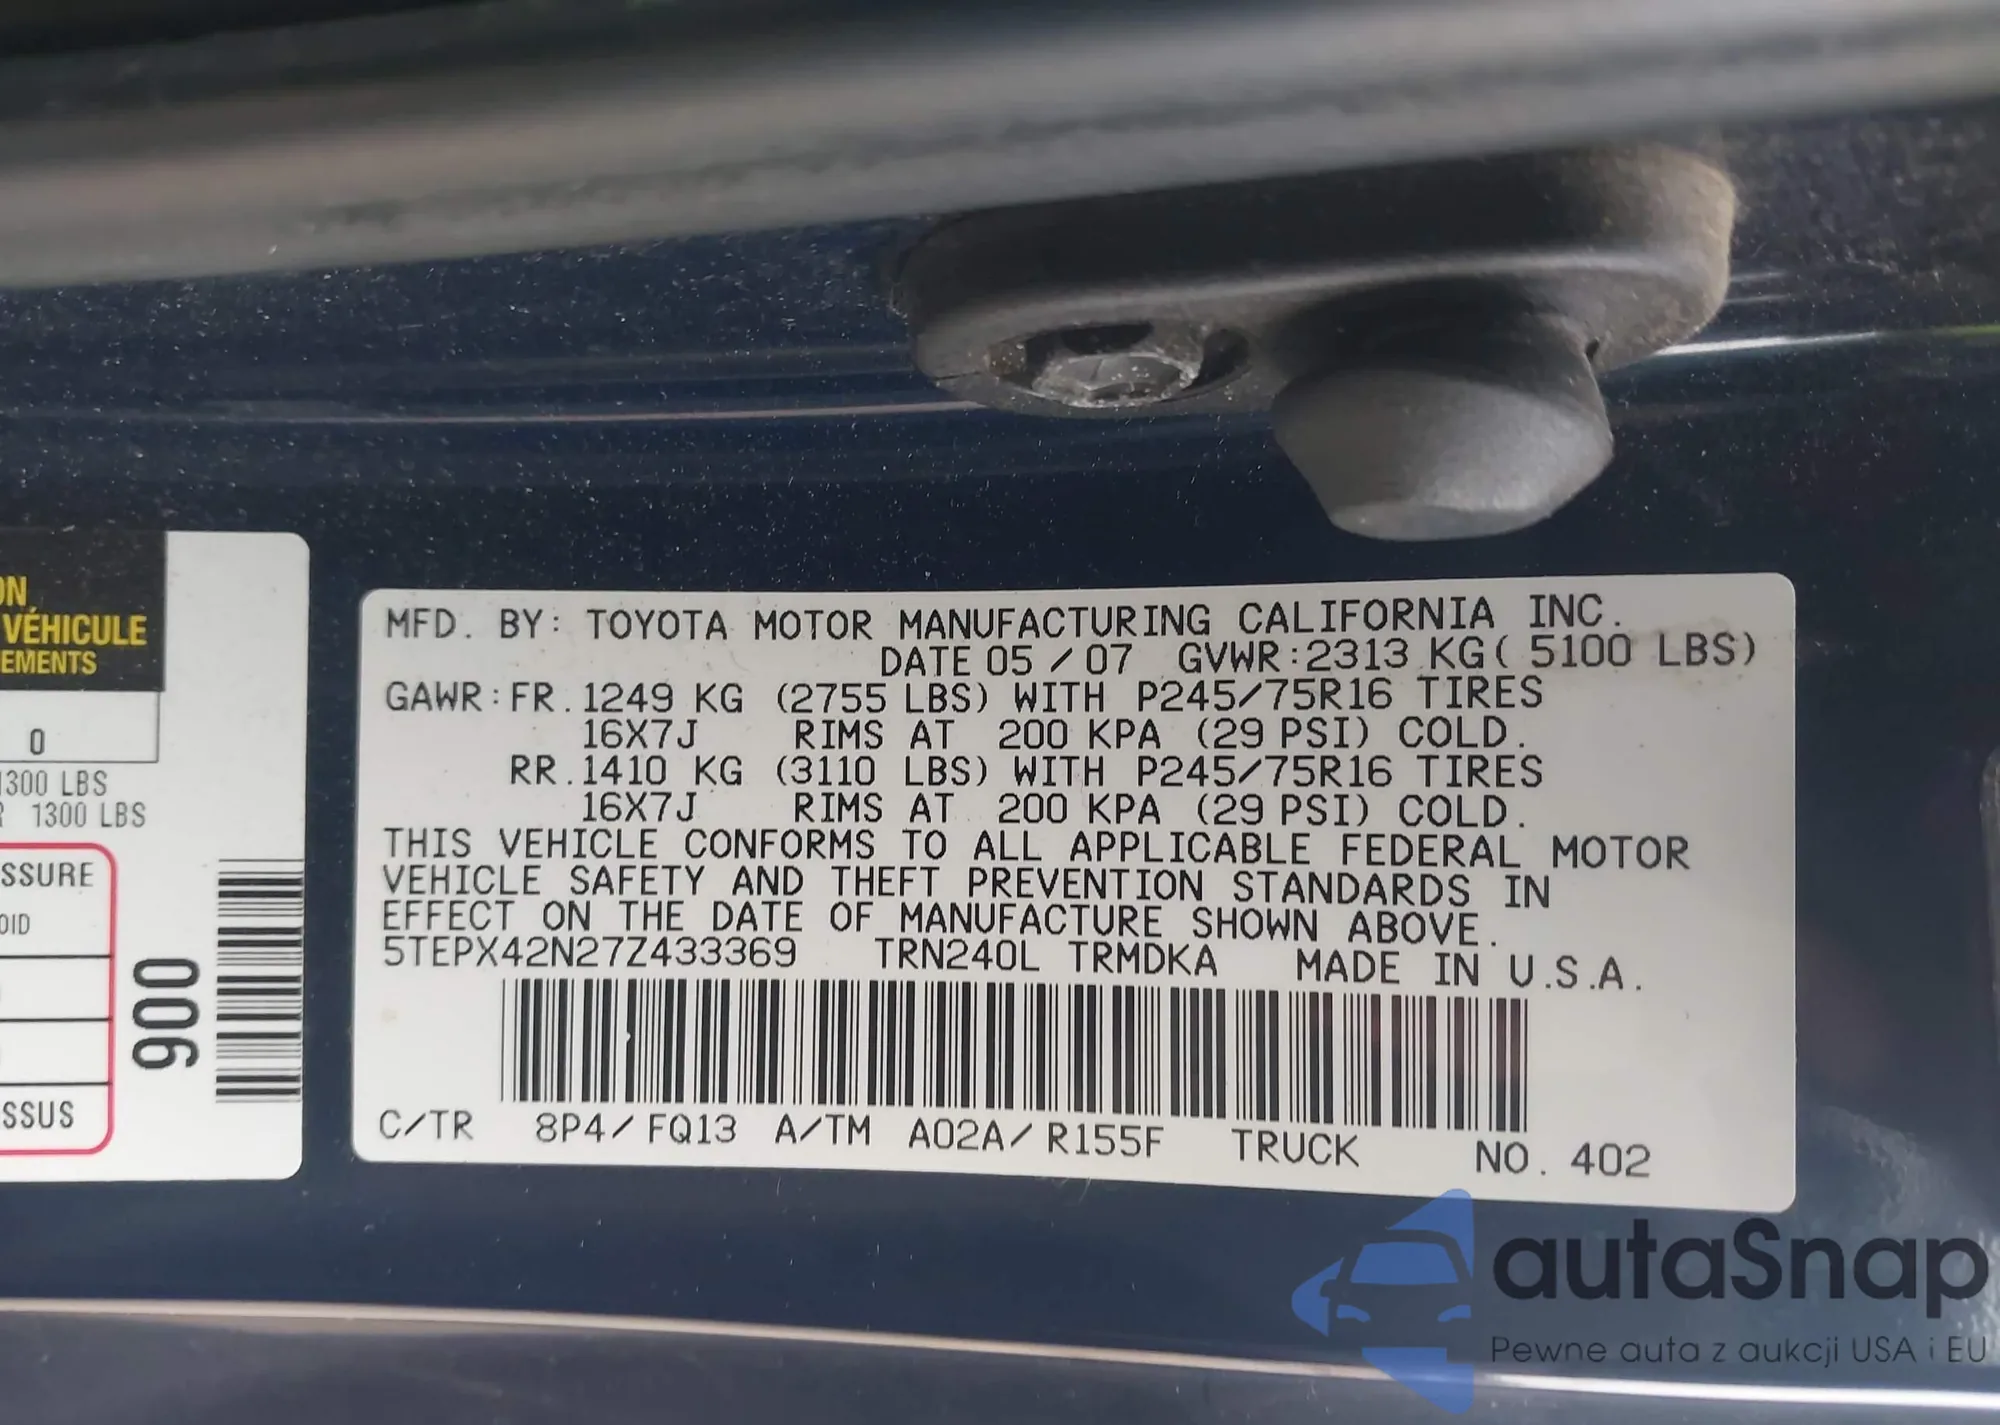 ON
VÉHICULE
EMENTS
0
1300 LBS
1300 LBS
SSURE
OID
SSUS
900
MFD. BY: TOYOTA MOTOR MANUFACTURING CALIFORNIA INC.
DATE 05 / 07 GVWR:2313 KG( 5100 LBS)
GAWR:FR.1249 KG (2755 LBS) WITH P245/75R16 TIRES
16X7J RIMS AT 200 KPA (29 PSI) COLD.
RR.1410 KG (3110 LBS) WITH P245/75R16 TIRES
16X7J RIMS AT 200 KPA (29 PSI) COLD.
THIS VEHICLE CONFORMS TO ALL APPLICABLE FEDERAL MOTOR
VEHICLE SAFETY AND THEFT PREVENTION STANDARDS IN
EFFECT ON THE DATE OF MANUFACTURE SHOWN ABOVE.
5TEPX42N27Z433369 TRN240L TRMDKA MADE IN U.S.A.
C/TR 8P4/FQ13 A/TM A02A/R155F TRUCK NO. 402
autaSnap
Pewne auta z aukcji USA i EU